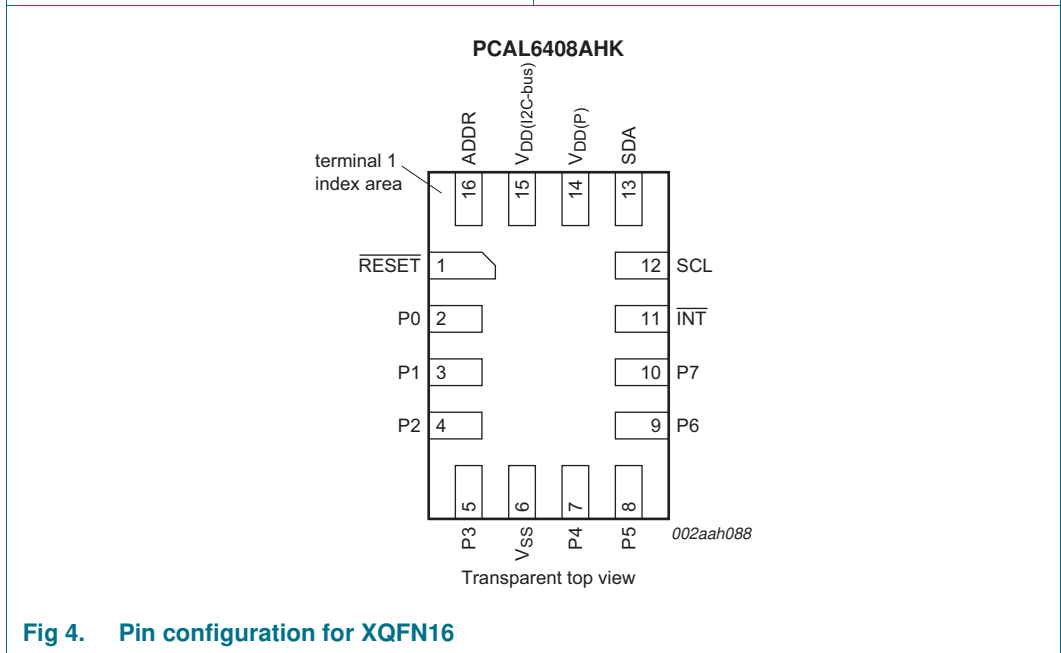 PCAL6408AHK
ADDR
VDD(I2C-bus)
VDD(P)
SDA
terminal 1
index area
16
15
14
13
RESET 1
12 SCL
P0 2
11 INT
P1 3
10 P7
P2 4
9 P6
5
6
7
8
P3
VSS
P4
P5
002aah088
Transparent top view
Fig 4. Pin configuration for XQFN16